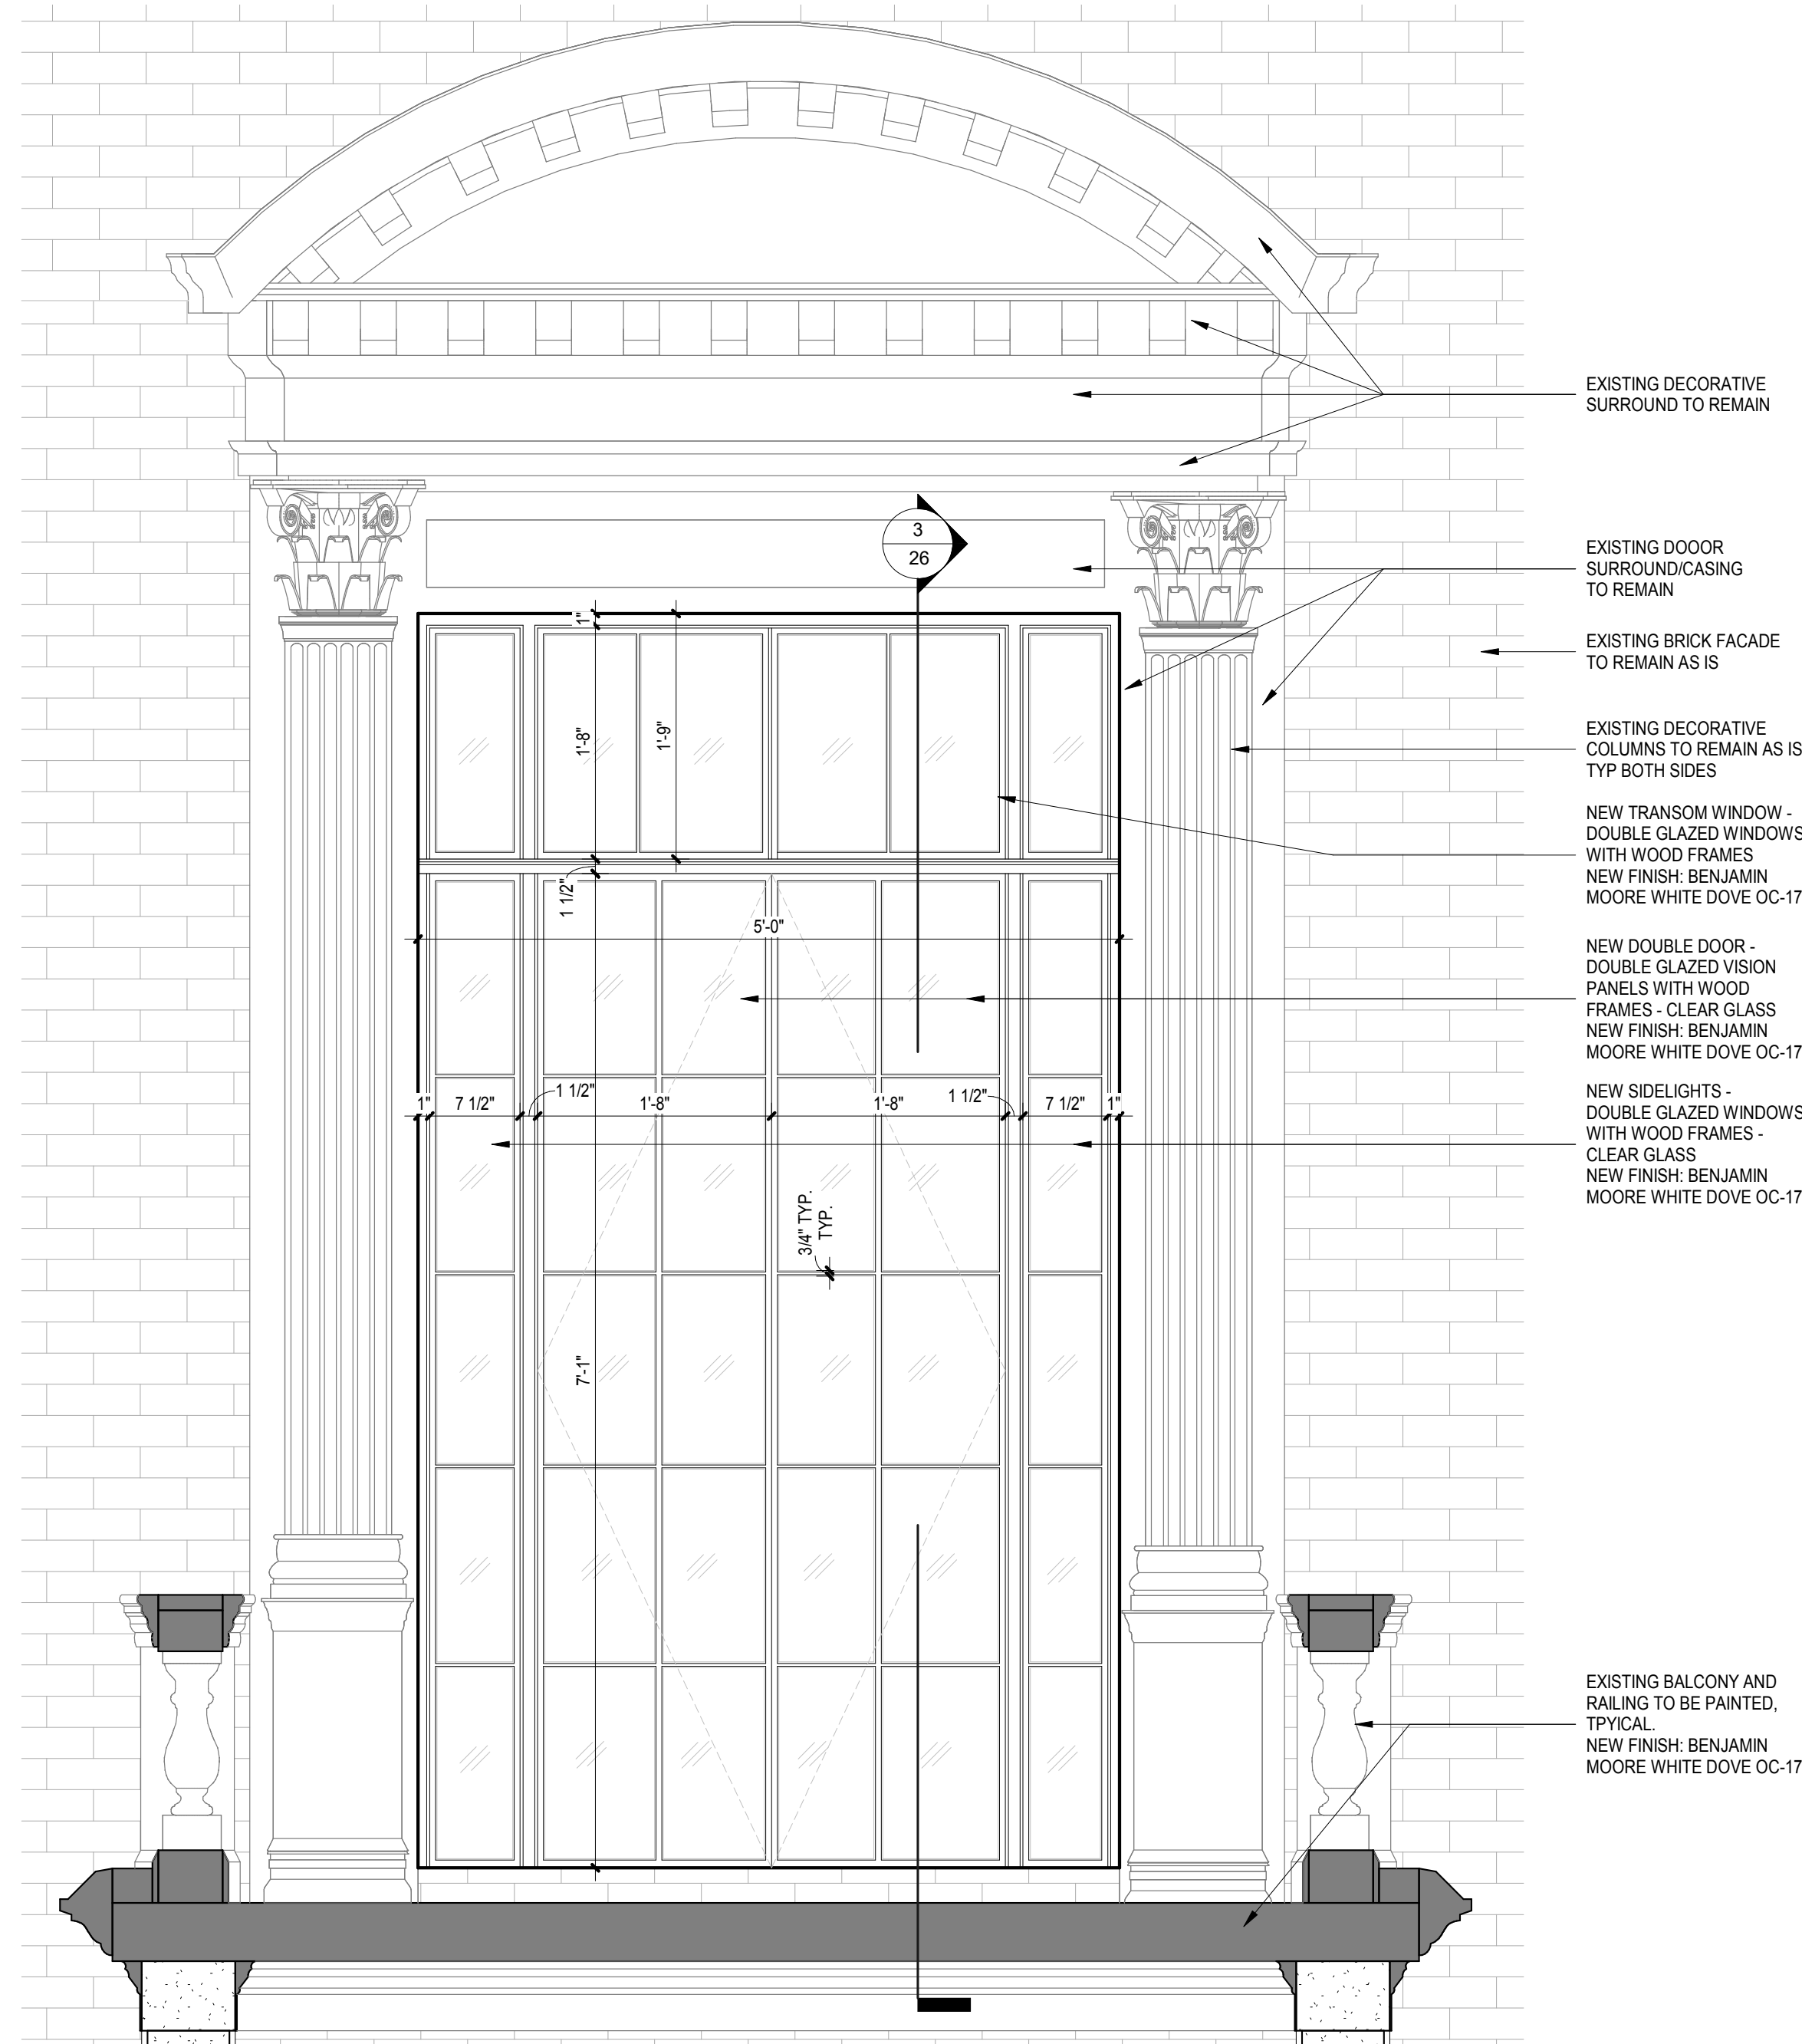 EXISTING DECORATIVE
SURROUND TO REMAIN
3
26
EXISTING DOOOR
SURROUND/CASING
TO REMAIN
1"
EXISTING BRICK FACADE
TO REMAIN AS IS
1'-8"
1'-9"
EXISTING DECORATIVE
COLUMNS TO REMAIN AS IS
TYP BOTH SIDES
NEW TRANSOM WINDOW -
DOUBLE GLAZED WINDOWS
WITH WOOD FRAMES
NEW FINISH: BENJAMIN
MOORE WHITE DOVE OC-17
1 1/2"
5'-0"
NEW DOUBLE DOOR -
DOUBLE GLAZED VISION
PANELS WITH WOOD
FRAMES - CLEAR GLASS
NEW FINISH: BENJAMIN
MOORE WHITE DOVE OC-17
1" 7 1/2" 1 1/2" 1'-8" 1'-8" 1 1/2" 7 1/2" 1"
NEW SIDELIGHTS -
DOUBLE GLAZED WINDOWS
WITH WOOD FRAMES -
CLEAR GLASS
NEW FINISH: BENJAMIN
MOORE WHITE DOVE OC-17
3/4" TYP.
TYP.
7'-1"
EXISTING BALCONY AND
RAILING TO BE PAINTED,
TPYICAL.
NEW FINISH: BENJAMIN
MOORE WHITE DOVE OC-17